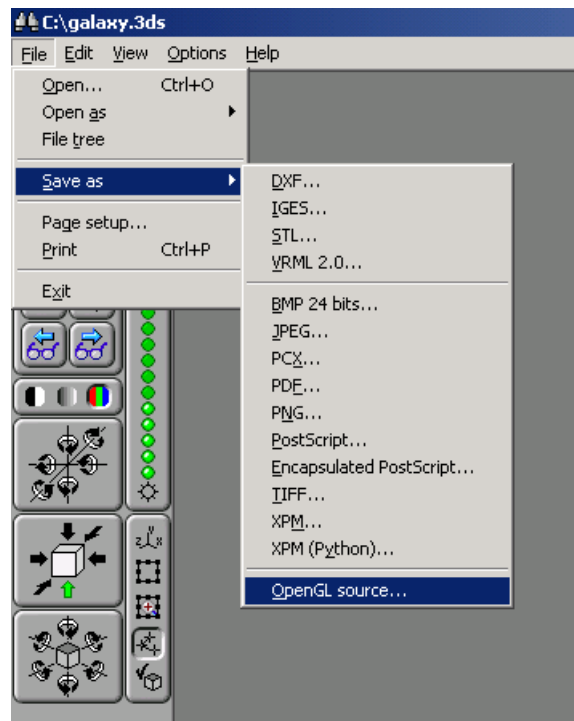 C:\galaxy.3ds
File Edit View Options Help
Open... Ctrl+O
Open as
File tree
Save as
Page setup...
Print Ctrl+P
Exit
DXF...
IGES...
STL...
VRML 2.0...
BMP 24 bits...
JPEG...
PCX...
PDF...
PNG...
PostScript...
Encapsulated PostScript...
TIFF...
XPM...
XPM (Python)...
OpenGL source...
z y x